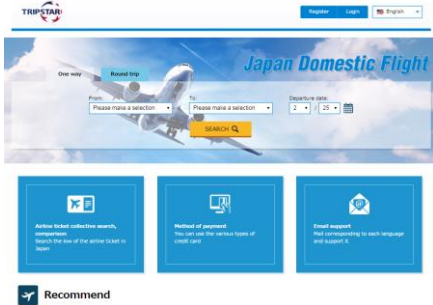 TRIPSTAR
Register Login English
Japan Domestic Flight
One way Round trip
From: To: Departure date:
Please make a selection Please make a selection 2 / 25
SEARCH
Airline ticket collective search, comparison
Search the low of the airline ticket in Japan
Method of payment
You can use the various types of credit card
Email support
Mail corresponding to each language and support it.
Recommend